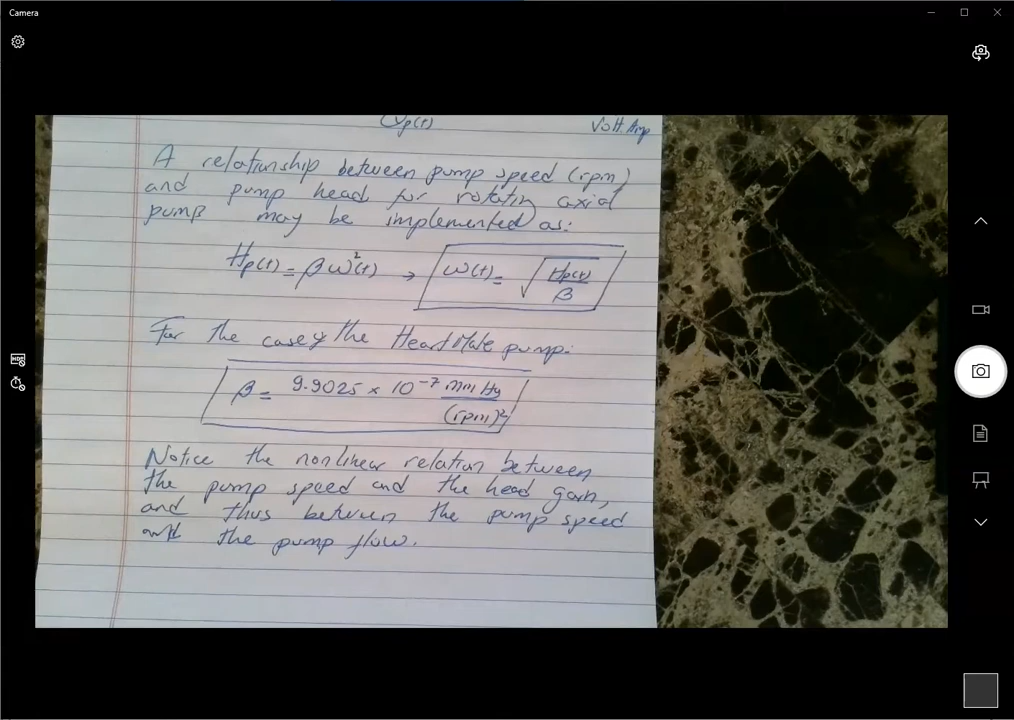 Camera
Qp(t) Volt. Amp
A relationship between pump speed (rpm)
and pump head for rotating axial
pump may be implemented as:
Hp(t) = βω²(t) → ω(t) = √(Hp(t)/β)
For the case of the HeartMate pump:
β = 9.9025 × 10⁻⁷ mmHg/(rpm)²
Notice the nonlinear relation between
the pump speed and the head gain,
and thus between the pump speed
and the pump flow.